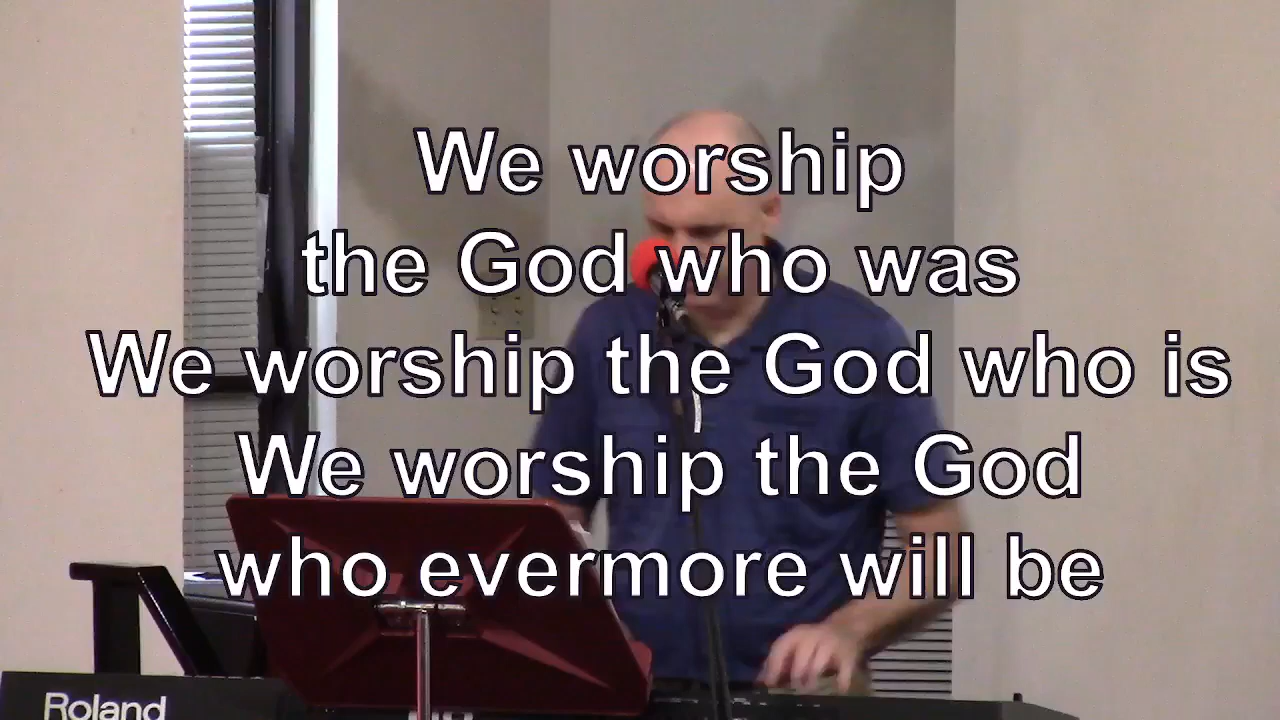 We worship
the God who was
We worship the God who is
We worship the God
who evermore will be
Roland